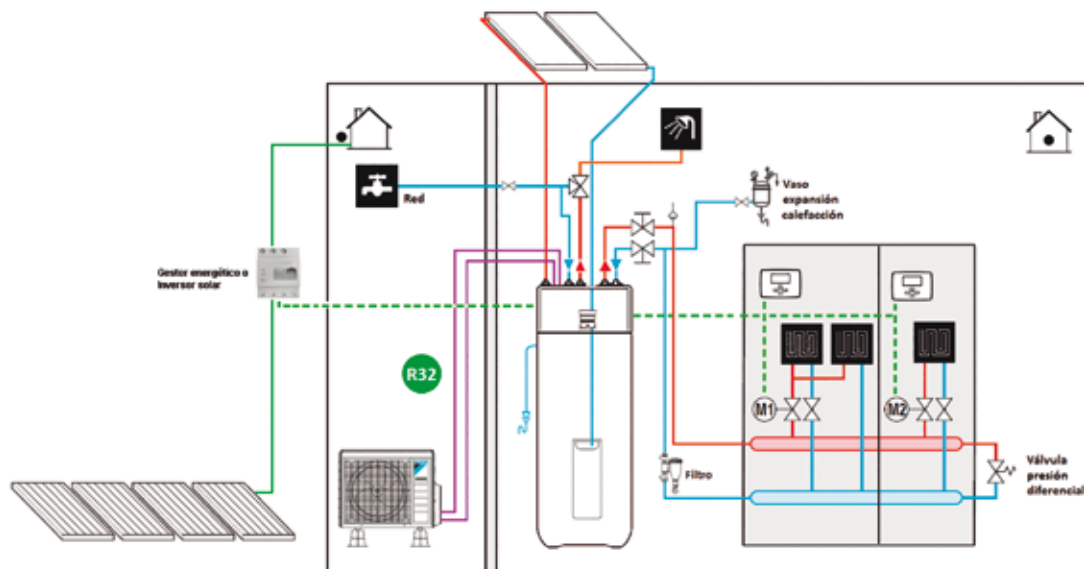 Red
Vaso
expansión
calefacción
Gestor energético o
Inversor solar
R32
M1
M2
Filtro
Válvula
presión
diferencial